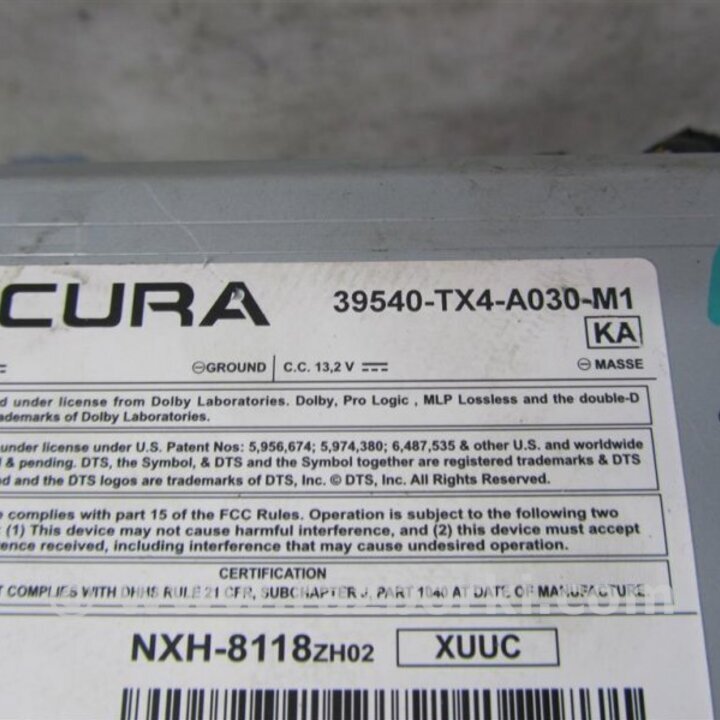 CURA 39540-TX4-A030-M1
KA
⊖GROUND C.C. 13,2 V ⎓ ⊖ MASSE
d under license from Dolby Laboratories. Dolby, Pro Logic , MLP Lossless and the double-D
ademarks of Dolby Laboratories.
under license under U.S. Patent Nos: 5,956,674; 5,974,380; 6,487,535 & other U.S. and worldwide
& pending. DTS, the Symbol, & DTS and the Symbol together are registered trademarks & DTS
d and the DTS logos are trademarks of DTS, Inc. © DTS, Inc. All Rights Reserved.
e complies with part 15 of the FCC Rules. Operation is subject to the following two
(1) This device may not cause harmful interference, and (2) this device must accept
ence received, including interference that may cause undesired operation.
CERTIFICATION
T COMPLIES WITH DHHS RULE 21 CFR, SUBCHAPTER J, PART 1040 AT DATE OF MANUFACTURE
NXH-8118ZH02 XUUC